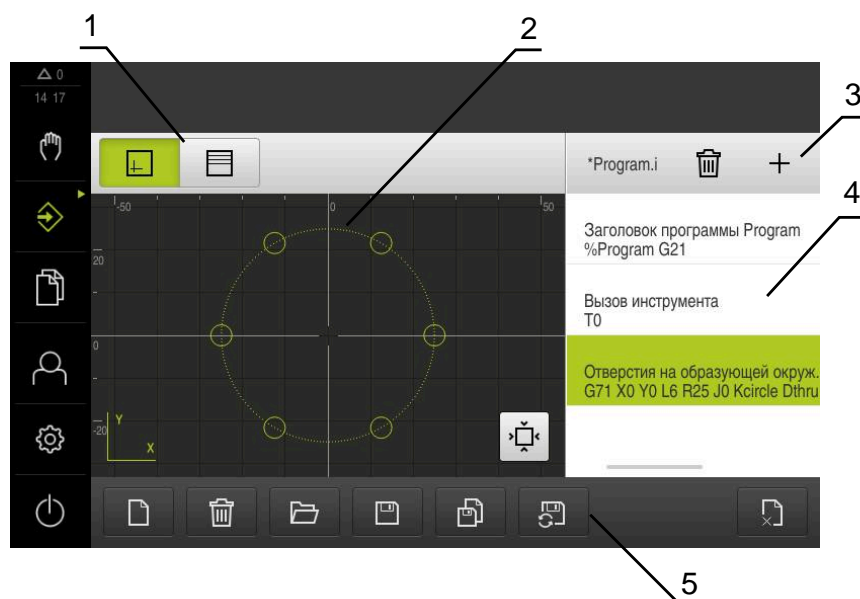 1
2
3
4
5
0
14 17
*Program.i
-50
0
50
20
0
-20
Y
X
Заголовок программы Program
%Program G21
Вызов инструмента
T0
Отверстия на образующей окруж.
G71 X0 Y0 L6 R25 J0 Kcircle Dthru